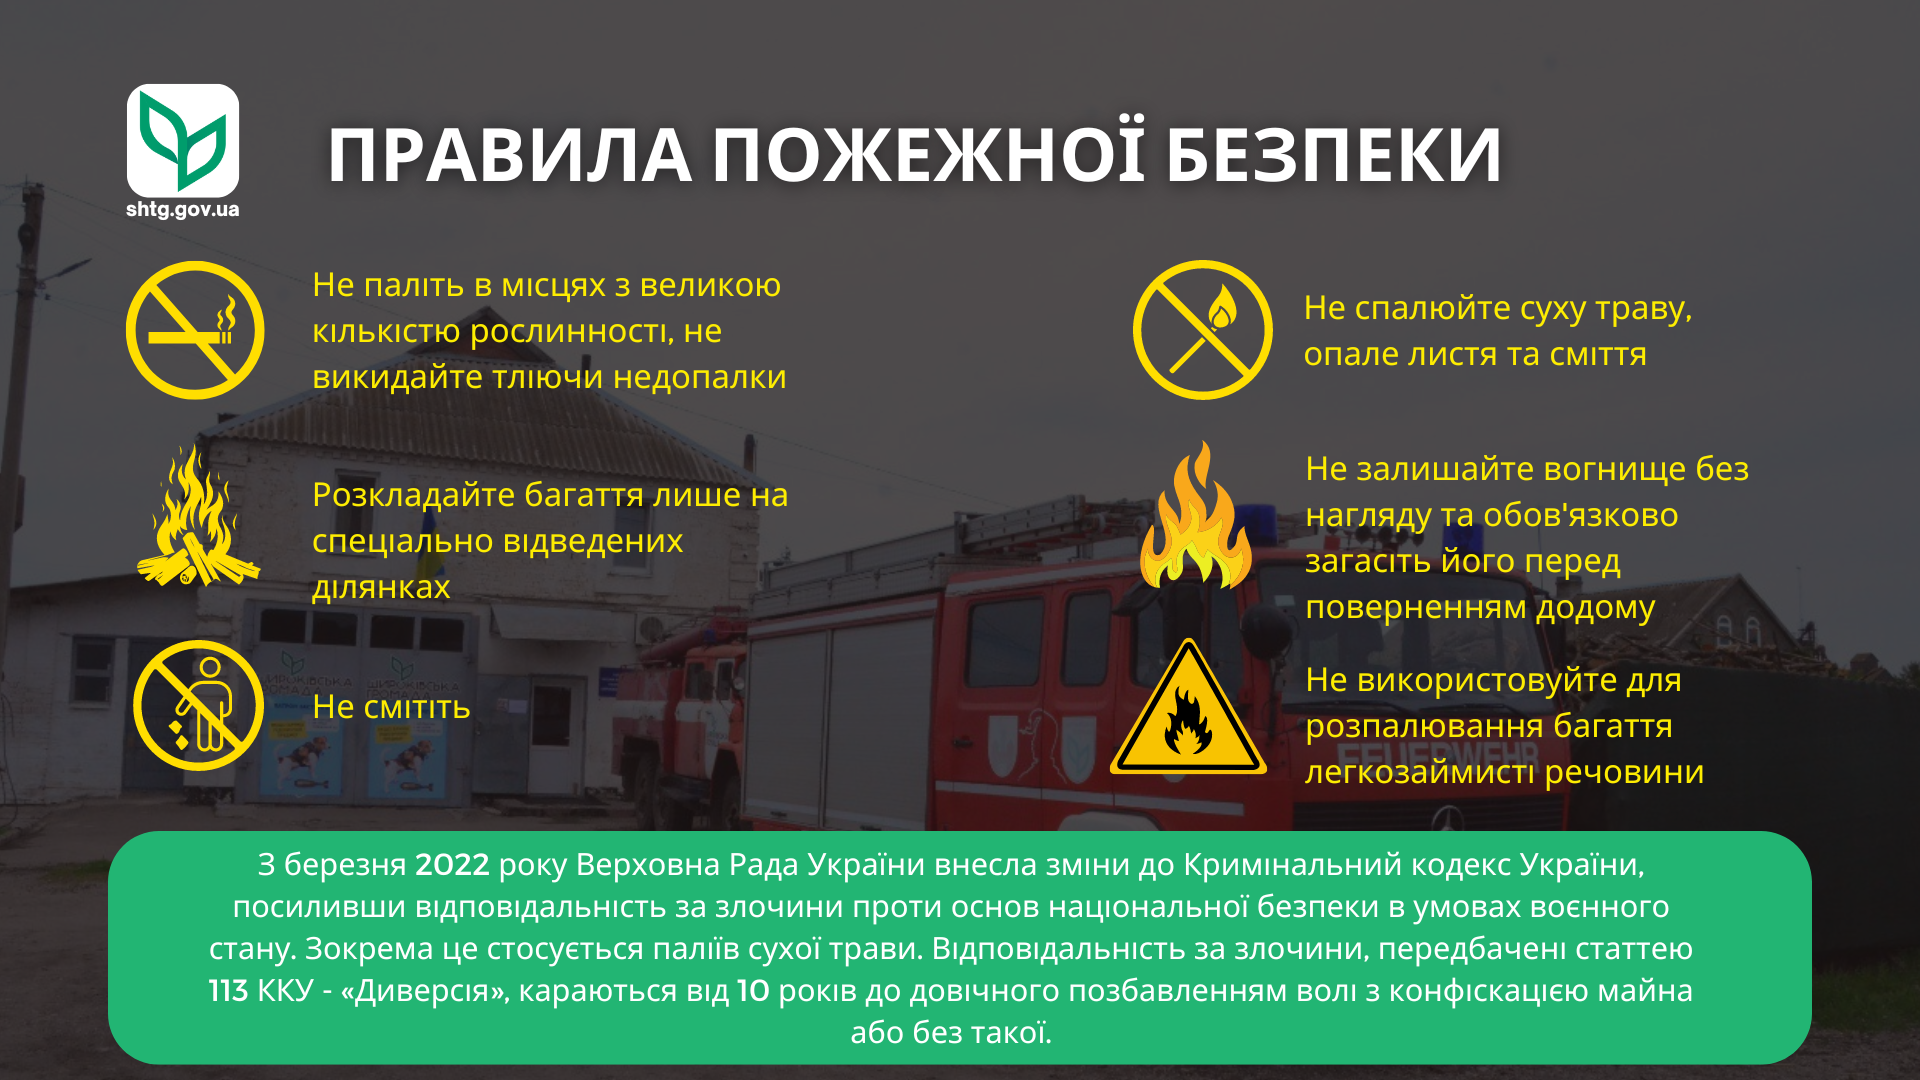 shtg.gov.ua
ПРАВИЛА ПОЖЕЖНОЇ БЕЗПЕКИ
Не паліть в місцях з великою
кількістю рослинності, не
викидайте тліючи недопалки
Не спалюйте суху траву,
опале листя та сміття
Розкладайте багаття лише на
спеціально відведених
ділянках
Не залишайте вогнище без
нагляду та обов'язково
загасіть його перед
поверненням додому
Не смітіть
Не використовуйте для
розпалювання багаття
легкозаймисті речовини
ШИРОКІВСЬКА
ГРОМАДА
ШИРОКІВСЬКА
ГРОМАДА
FEUERWEHR
З березня 2022 року Верховна Рада України внесла зміни до Кримінальний кодекс України,
посиливши відповідальність за злочини проти основ національної безпеки в умовах воєнного
стану. Зокрема це стосується паліїв сухої трави. Відповідальність за злочини, передбачені статтею
113 ККУ - «Диверсія», караються від 10 років до довічного позбавленням волі з конфіскацією майна
або без такої.